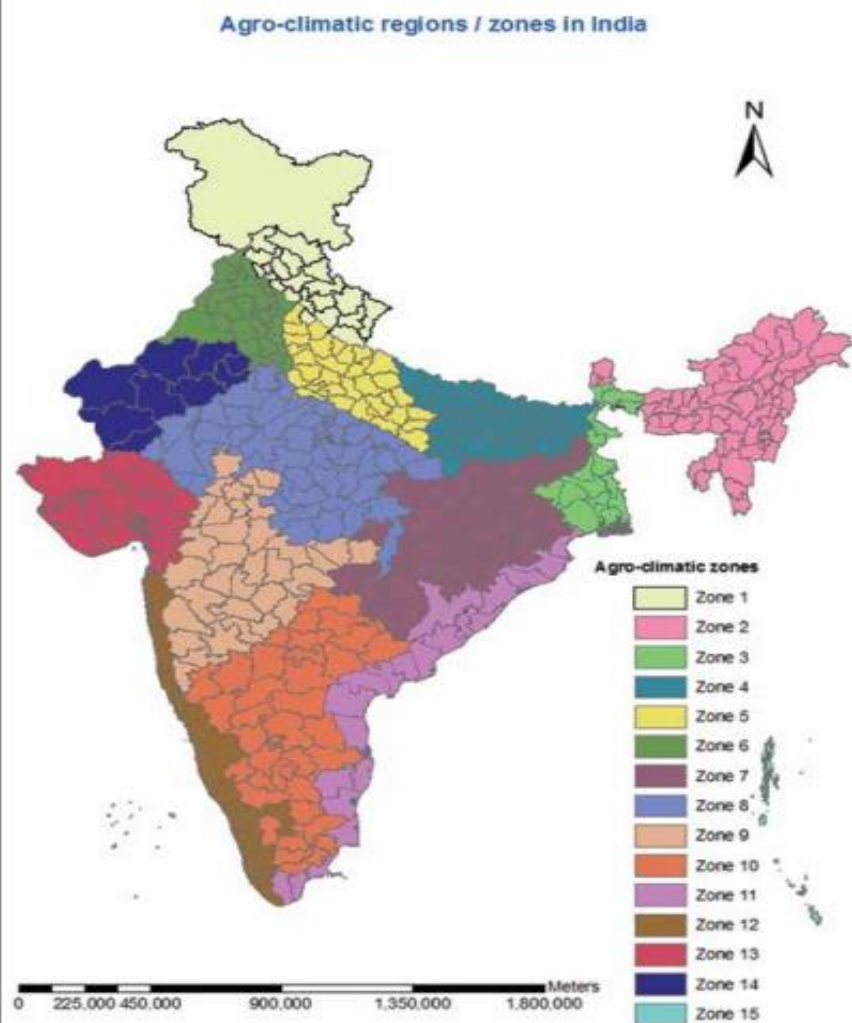 Agro-climatic regions / zones in India
N
Agro-climatic zones
Zone 1
Zone 2
Zone 3
Zone 4
Zone 5
Zone 6
Zone 7
Zone 8
Zone 9
Zone 10
Zone 11
Zone 12
Zone 13
Zone 14
Zone 15
Meters
0 225,000 450,000 900,000 1,350,000 1,800,000